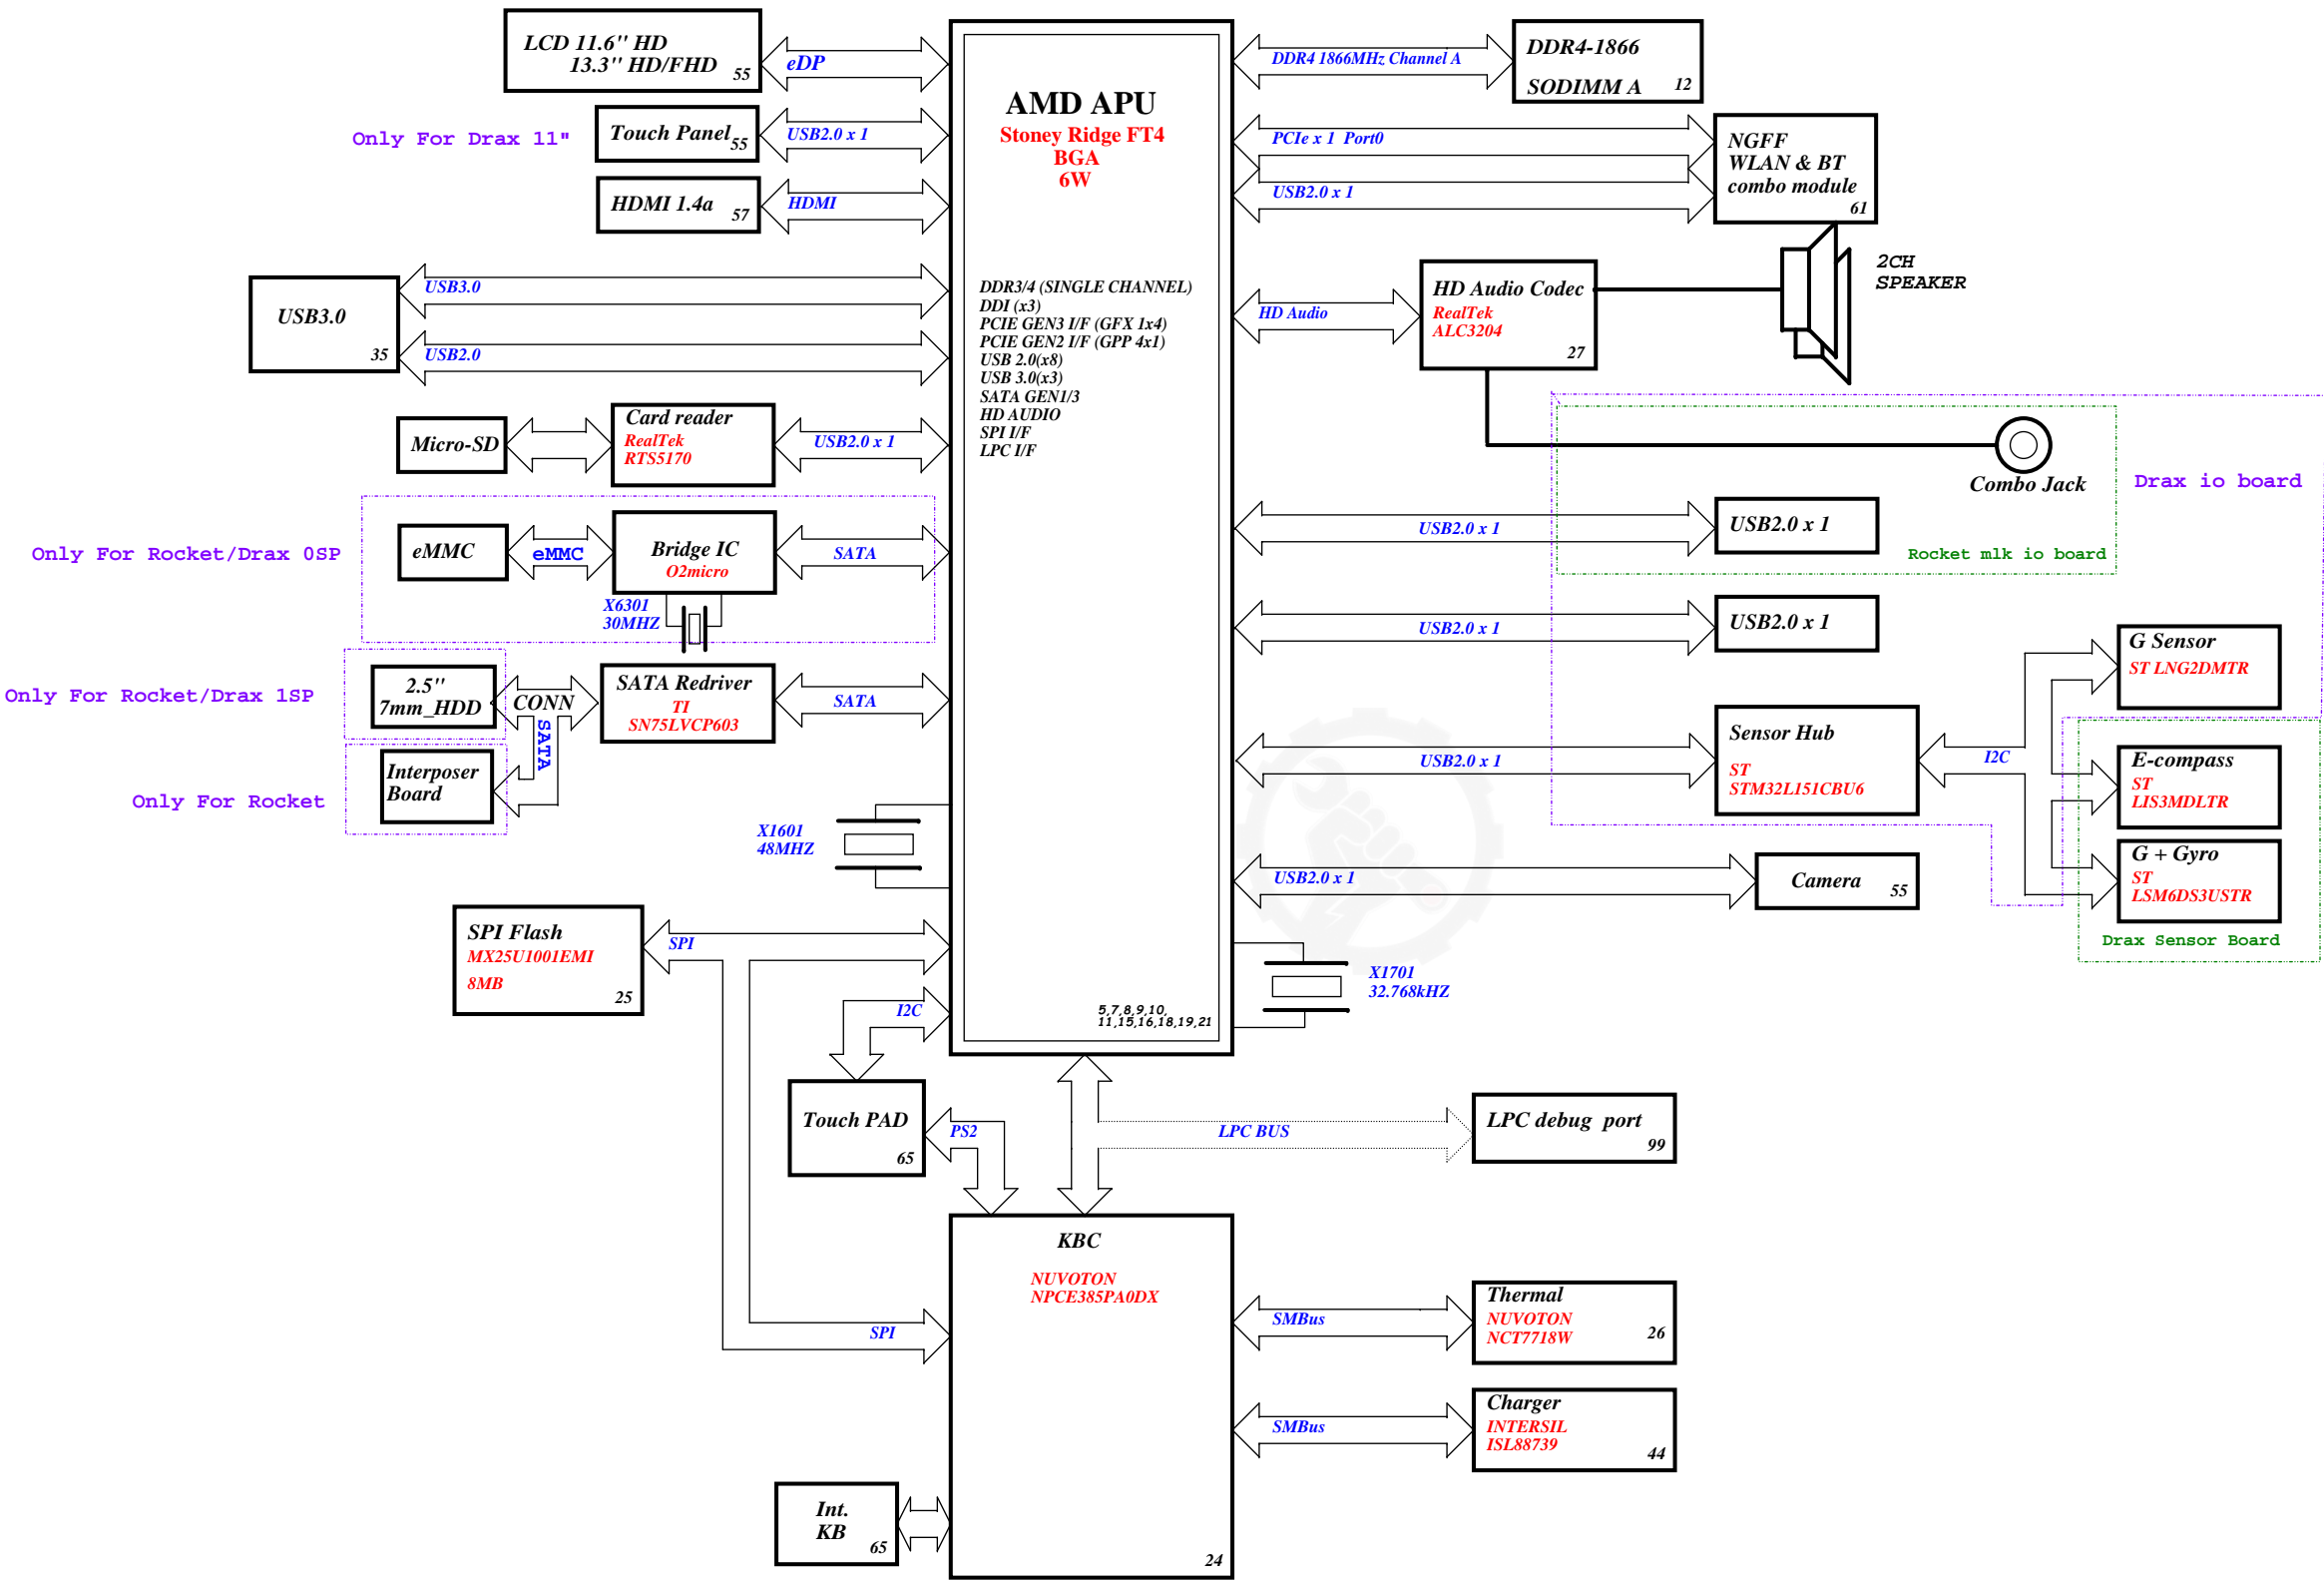 LCD 11.6" HD
13.3" HD/FHD
55
eDP
Only For Drax 11"
Touch Panel
55
USB2.0 x 1
HDMI 1.4a
57
HDMI
USB3.0
35
USB3.0
USB2.0
Micro-SD
Card reader
RealTek
RTS5170
USB2.0 x 1
Only For Rocket/Drax 0SP
eMMC
eMMC
Bridge IC
O2micro
SATA
X6301
30MHZ
Only For Rocket/Drax 1SP
2.5"
7mm_HDD
CONN
SATA
SATA Redriver
TI
SN75LVCP603
SATA
Only For Rocket
Interposer
Board
X1601
48MHZ
SPI Flash
MX25U1001EMI
8MB
25
SPI
I2C
Touch PAD
65
PS2
SPI
Int.
KB
65
AMD APU
Stoney Ridge FT4
BGA
6W
DDR3/4 (SINGLE CHANNEL)
DDI (x3)
PCIE GEN3 I/F (GFX 1x4)
PCIE GEN2 I/F (GPP 4x1)
USB 2.0(x8)
USB 3.0(x3)
SATA GEN1/3
HD AUDIO
SPI I/F
LPC I/F
5,7,8,9,10,
11,15,16,18,19,21
KBC
NUVOTON
NPCE385PA0DX
24
DDR4 1866MHz Channel A
DDR4-1866
SODIMM A
12
PCIe x 1 Port0
USB2.0 x 1
NGFF
WLAN & BT
combo module
61
HD Audio
HD Audio Codec
RealTek
ALC3204
27
2CH
SPEAKER
Combo Jack
Drax io board
USB2.0 x 1
USB2.0 x 1
Rocket mlk io board
USB2.0 x 1
USB2.0 x 1
G Sensor
ST LNG2DMTR
USB2.0 x 1
Sensor Hub
ST
STM32L151CBU6
I2C
E-compass
ST
LIS3MDLTR
G + Gyro
ST
LSM6DS3USTR
Drax Sensor Board
USB2.0 x 1
Camera
55
X1701
32.768kHZ
LPC BUS
LPC debug port
99
SMBus
Thermal
NUVOTON
NCT7718W
26
SMBus
Charger
INTERSIL
ISL88739
44